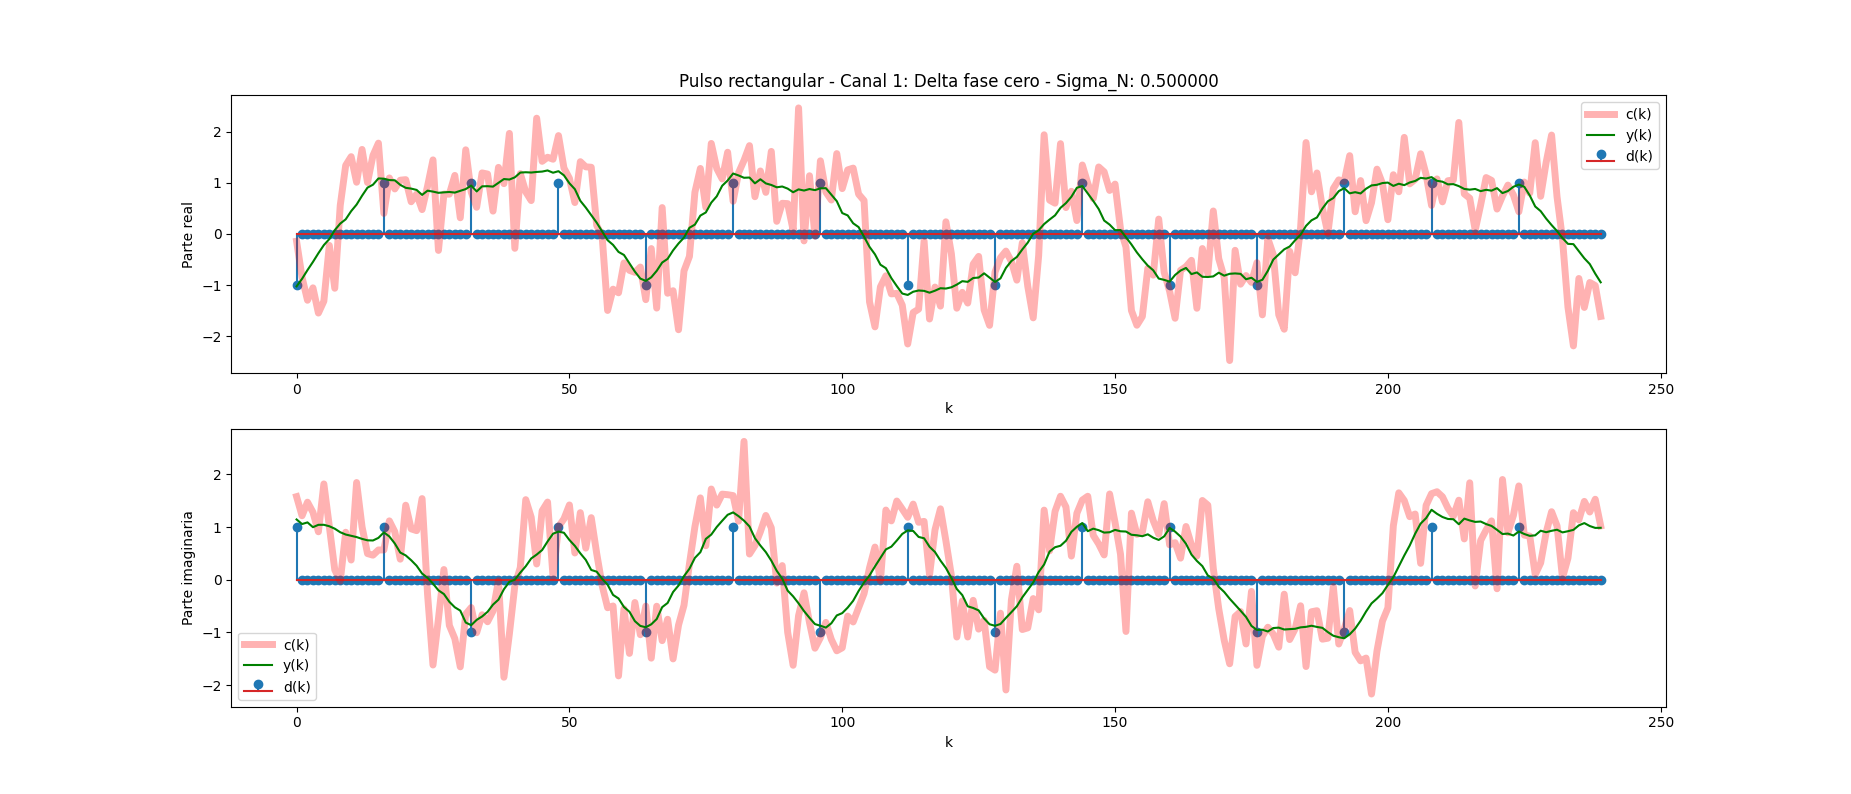 Pulso rectangular - Canal 1: Delta fase cero - Sigma_N: 0.500000
Parte real
2
1
0
−1
−2
c(k)
y(k)
d(k)
0
50
100
150
200
250
k
Parte imaginaria
2
1
0
−1
−2
c(k)
y(k)
d(k)
0
50
100
150
200
250
k